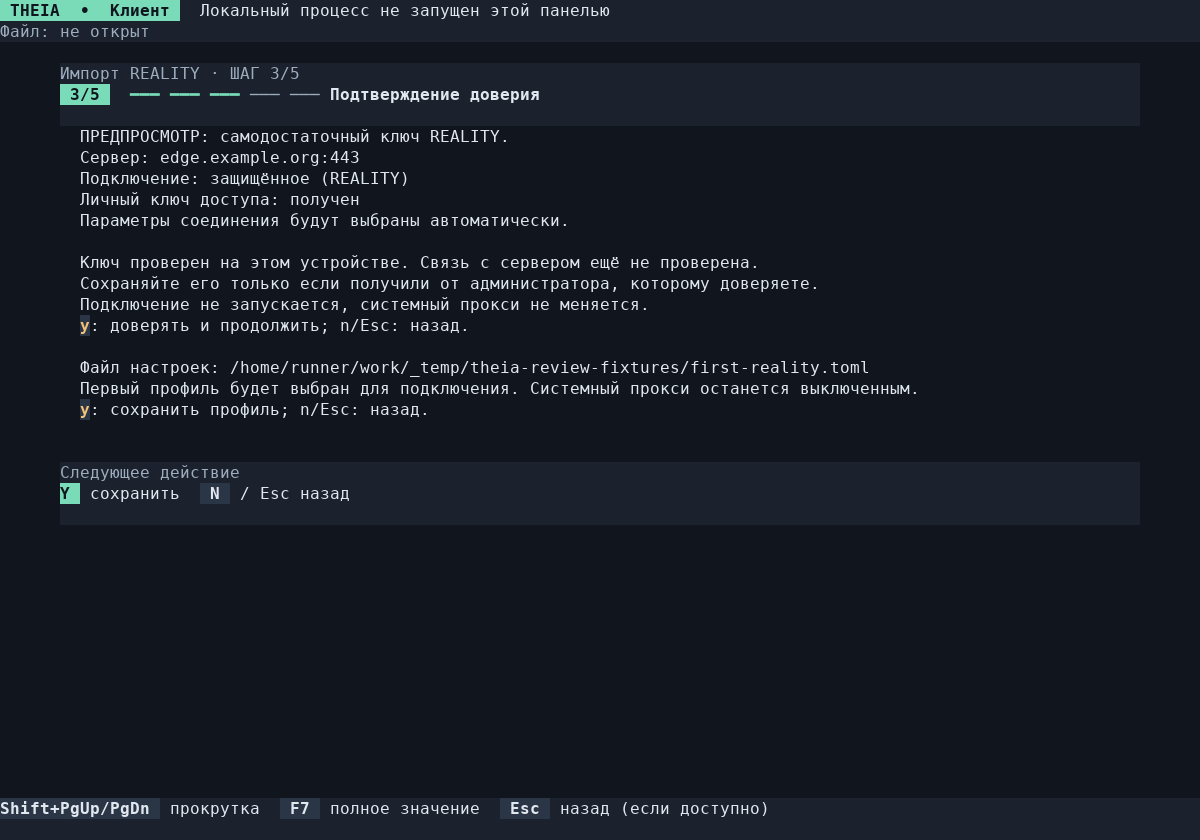 THEIA • Клиент Локальный процесс не запущен этой панелью
Файл: не открыт
Импорт REALITY · ШАГ 3/5
3/5 ━━━ ━━━ ━━━ ─── ─── Подтверждение доверия
ПРЕДПРОСМОТР: самодостаточный ключ REALITY.
Сервер: edge.example.org:443
Подключение: защищённое (REALITY)
Личный ключ доступа: получен
Параметры соединения будут выбраны автоматически.
Ключ проверен на этом устройстве. Связь с сервером ещё не проверена.
Сохраняйте его только если получили от администратора, которому доверяете.
Подключение не запускается, системный прокси не меняется.
y: доверять и продолжить; n/Esc: назад.
Файл настроек: /home/runner/work/_temp/theia-review-fixtures/first-reality.toml
Первый профиль будет выбран для подключения. Системный прокси останется выключенным.
y: сохранить профиль; n/Esc: назад.
Следующее действие
Y сохранить N / Esc назад
Shift+PgUp/PgDn прокрутка F7 полное значение Esc назад (если доступно)